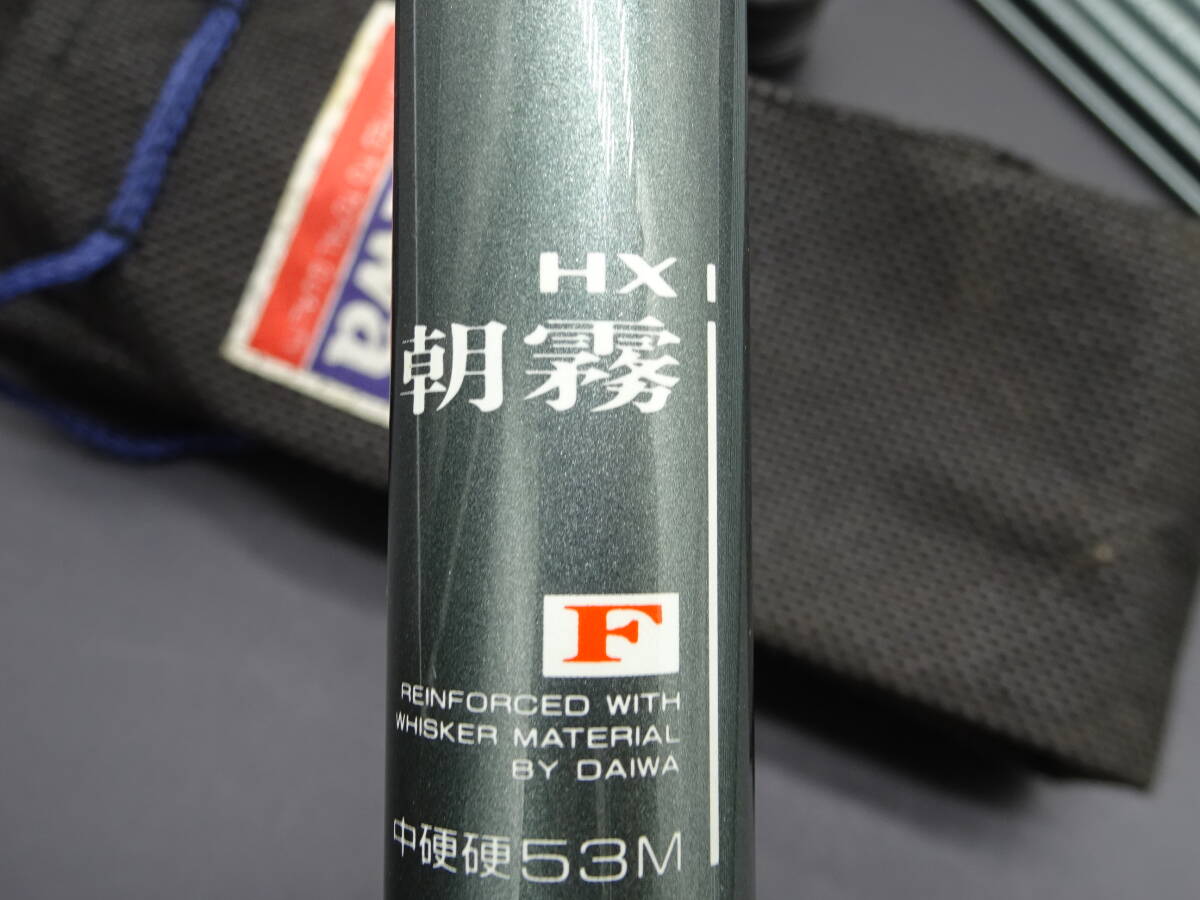 HX
朝霧
F
REINFORCED WITH
WHISKER MATERIAL
BY DAIWA
中硬硬53M